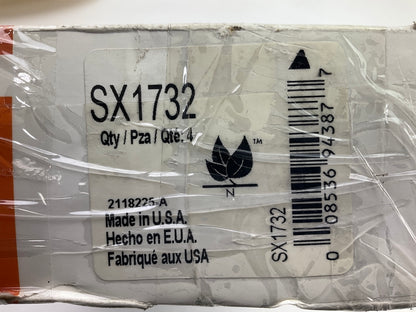 SX1732
Qty / Pza / Qté: 4
TM
N
2118225-A
Made in U.S.A.
Hecho en E.U.A.
Fabriqué aux USA
SX1732
0 08536 94387 7